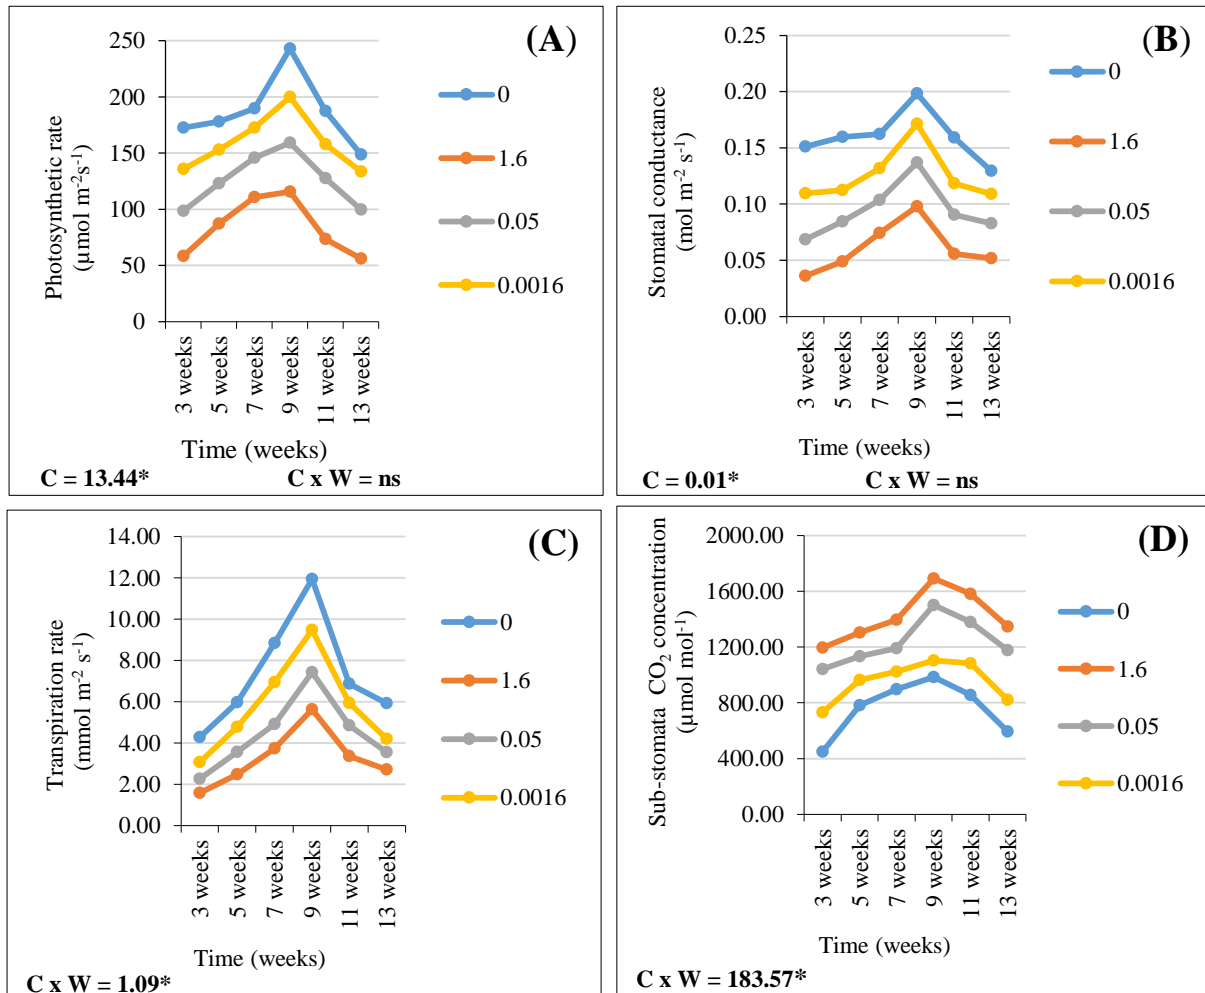 (A)
Photosynthetic rate
(µmol m⁻²s⁻¹)
250
200
150
100
50
0
0
1.6
0.05
0.0016
3 weeks
5 weeks
7 weeks
9 weeks
11 weeks
13 weeks
Time (weeks)
C = 13.44* C x W = ns
(B)
Stomatal conductance
(mol m⁻² s⁻¹)
0.25
0.20
0.15
0.10
0.05
0.00
0
1.6
0.05
0.0016
3 weeks
5 weeks
7 weeks
9 weeks
11 weeks
13 weeks
Time (weeks)
C = 0.01* C x W = ns
(C)
Transpiration rate
(mmol m⁻² s⁻¹)
14.00
12.00
10.00
8.00
6.00
4.00
2.00
0.00
0
1.6
0.05
0.0016
3 weeks
5 weeks
7 weeks
9 weeks
11 weeks
13 weeks
Time (weeks)
C x W = 1.09*
(D)
Sub-stomata CO₂ concentration
(µmol mol⁻¹)
2000.00
1600.00
1200.00
800.00
400.00
0.00
0
1.6
0.05
0.0016
3 weeks
5 weeks
7 weeks
9 weeks
11 weeks
13 weeks
Time (weeks)
C x W = 183.57*